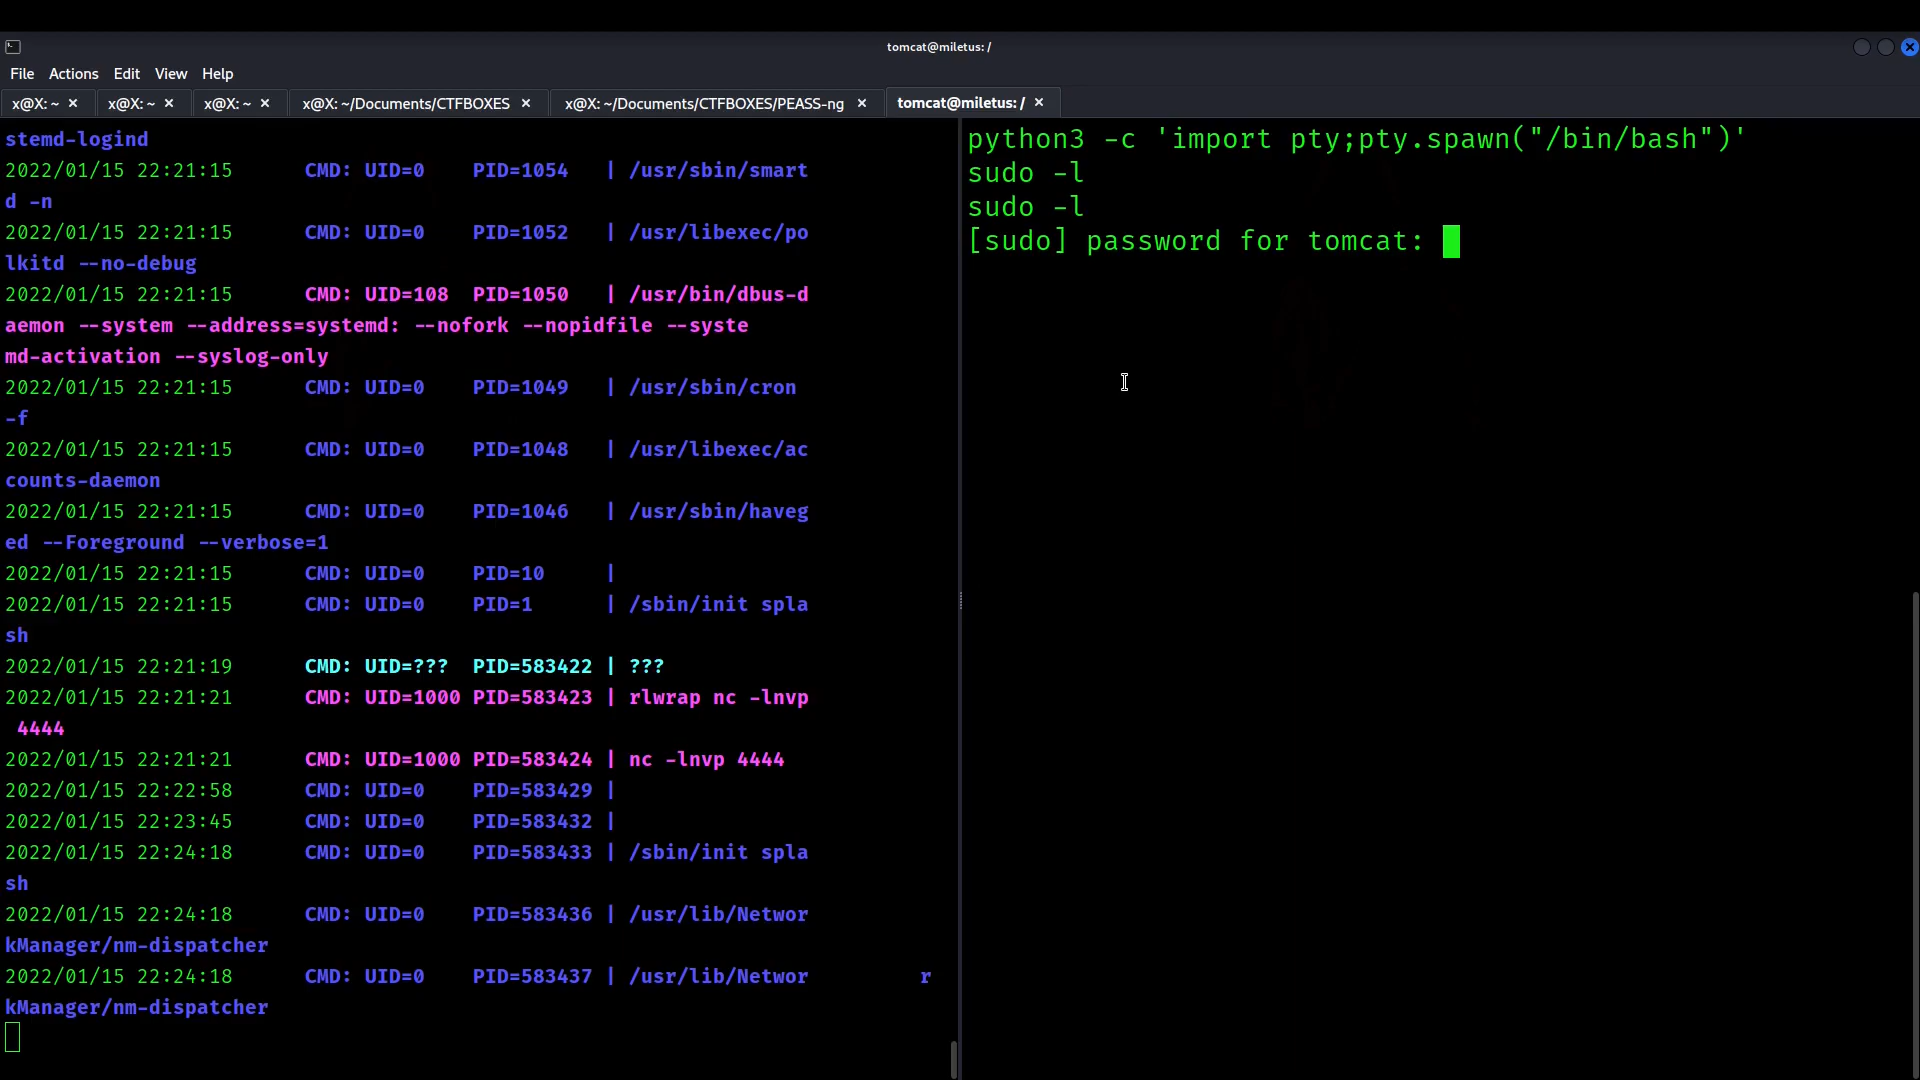 tomcat@miletus: /
File Actions Edit View Help
x@X: ~ × x@X: ~ × x@X: ~ × x@X: ~/Documents/CTFBOXES × x@X: ~/Documents/CTFBOXES/PEASS-ng × tomcat@miletus: / ×
stemd-logind
2022/01/15 22:21:15 CMD: UID=0 PID=1054 | /usr/sbin/smart
d -n
2022/01/15 22:21:15 CMD: UID=0 PID=1052 | /usr/libexec/po
lkitd --no-debug
2022/01/15 22:21:15 CMD: UID=108 PID=1050 | /usr/bin/dbus-d
aemon --system --address=systemd: --nofork --nopidfile --syste
md-activation --syslog-only
2022/01/15 22:21:15 CMD: UID=0 PID=1049 | /usr/sbin/cron
-f
2022/01/15 22:21:15 CMD: UID=0 PID=1048 | /usr/libexec/ac
counts-daemon
2022/01/15 22:21:15 CMD: UID=0 PID=1046 | /usr/sbin/haveg
ed --Foreground --verbose=1
2022/01/15 22:21:15 CMD: UID=0 PID=10 |
2022/01/15 22:21:15 CMD: UID=0 PID=1 | /sbin/init spla
sh
2022/01/15 22:21:19 CMD: UID=??? PID=583422 | ???
2022/01/15 22:21:21 CMD: UID=1000 PID=583423 | rlwrap nc -lnvp
4444
2022/01/15 22:21:21 CMD: UID=1000 PID=583424 | nc -lnvp 4444
2022/01/15 22:22:58 CMD: UID=0 PID=583429 |
2022/01/15 22:23:45 CMD: UID=0 PID=583432 |
2022/01/15 22:24:18 CMD: UID=0 PID=583433 | /sbin/init spla
sh
2022/01/15 22:24:18 CMD: UID=0 PID=583436 | /usr/lib/Networ
kManager/nm-dispatcher
2022/01/15 22:24:18 CMD: UID=0 PID=583437 | /usr/lib/Networ r
kManager/nm-dispatcher
python3 -c 'import pty;pty.spawn("/bin/bash")'
sudo -l
sudo -l
[sudo] password for tomcat: